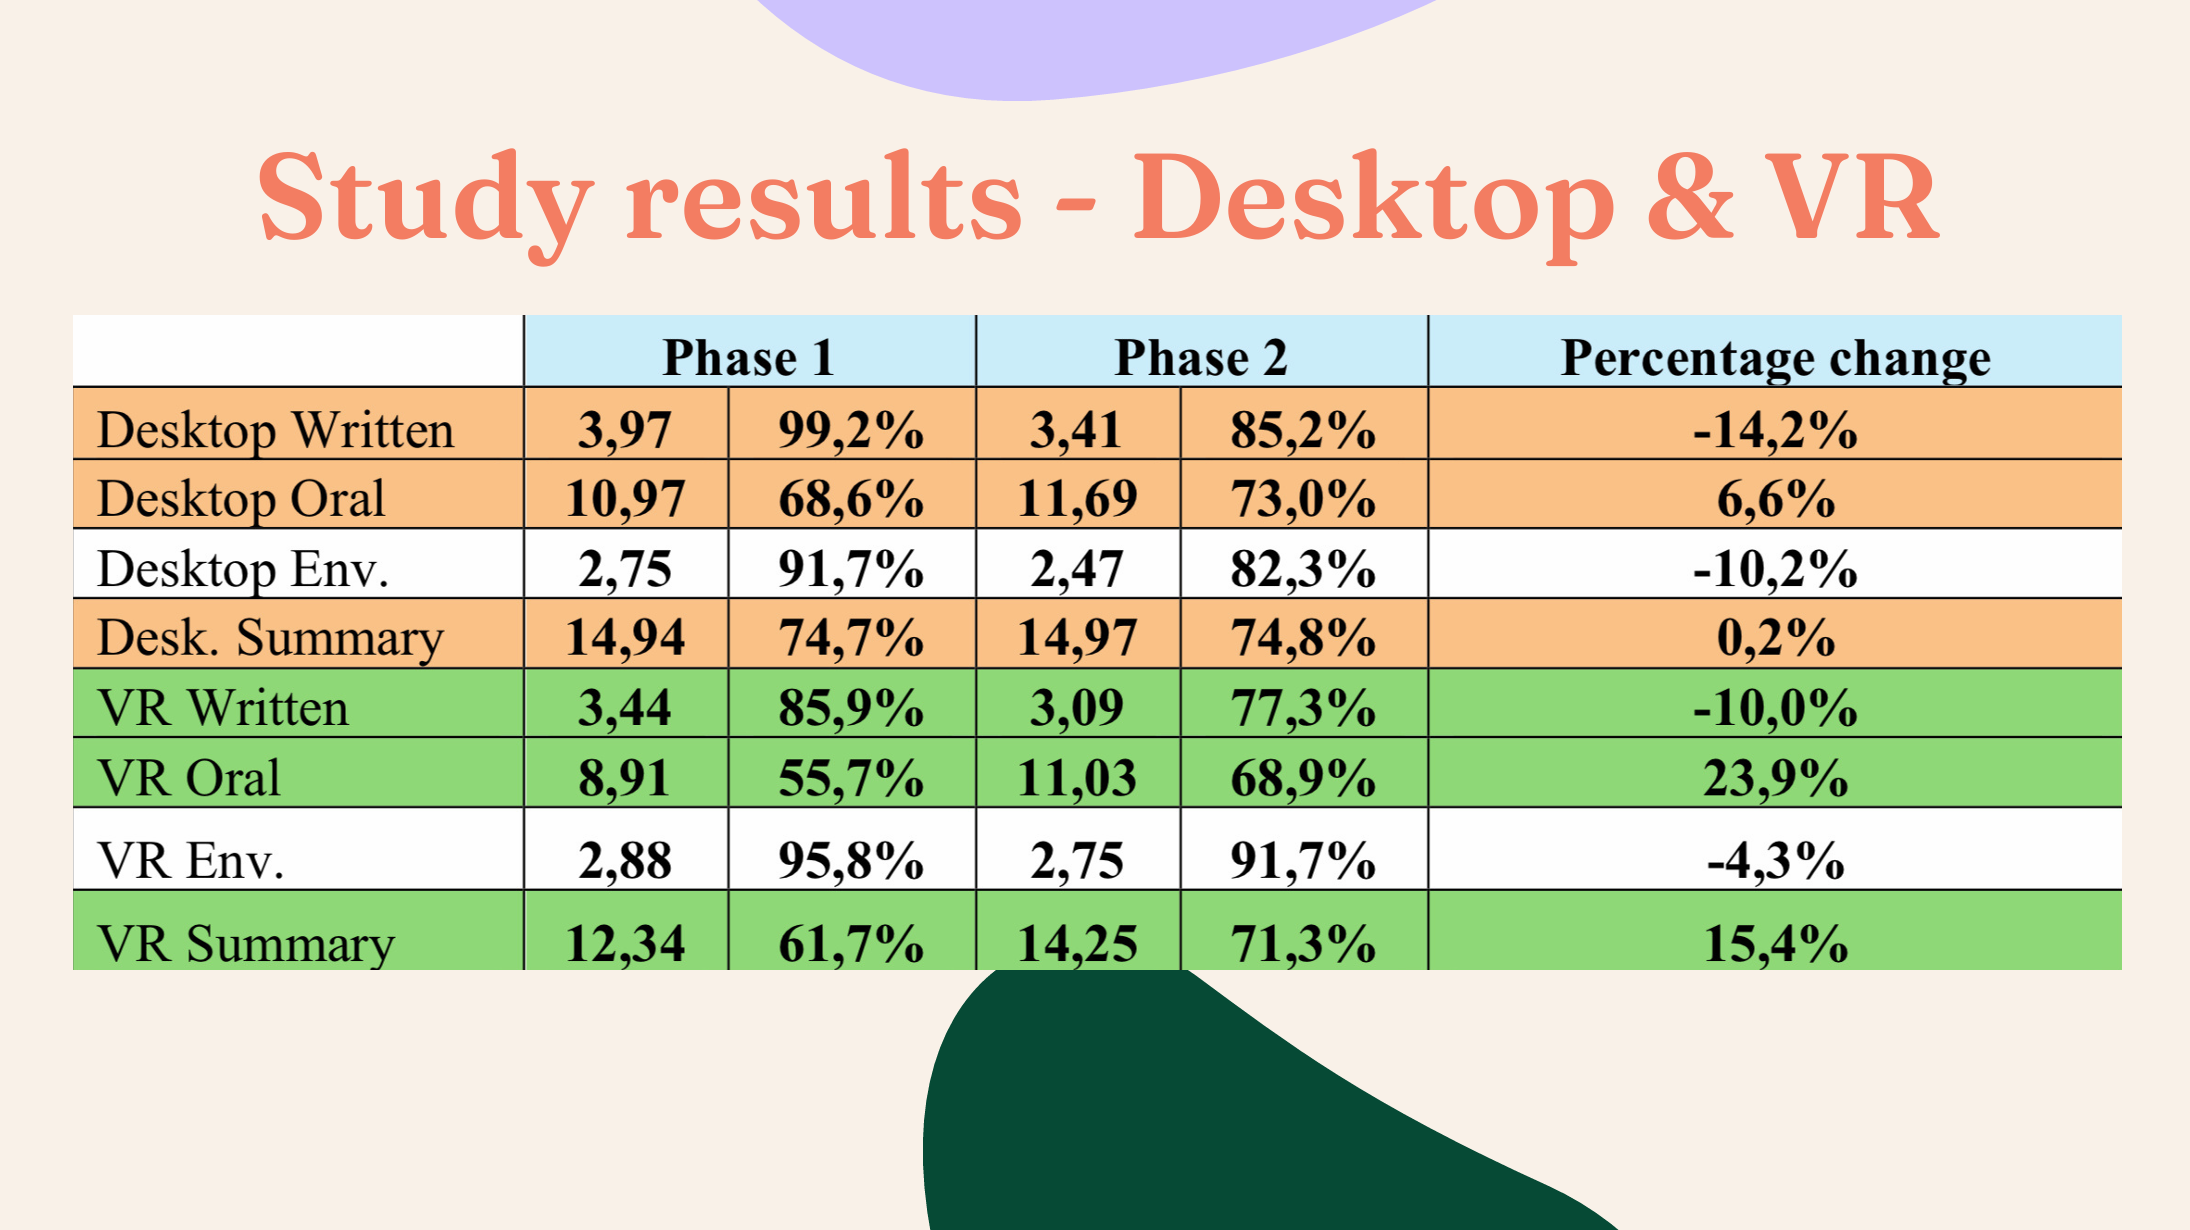 Study results - Desktop & VR
Phase 1 Phase 2 Percentage change
Desktop Written 3,97 99,2% 3,41 85,2% -14,2%
Desktop Oral 10,97 68,6% 11,69 73,0% 6,6%
Desktop Env. 2,75 91,7% 2,47 82,3% -10,2%
Desk. Summary 14,94 74,7% 14,97 74,8% 0,2%
VR Written 3,44 85,9% 3,09 77,3% -10,0%
VR Oral 8,91 55,7% 11,03 68,9% 23,9%
VR Env. 2,88 95,8% 2,75 91,7% -4,3%
VR Summary 12,34 61,7% 14,25 71,3% 15,4%